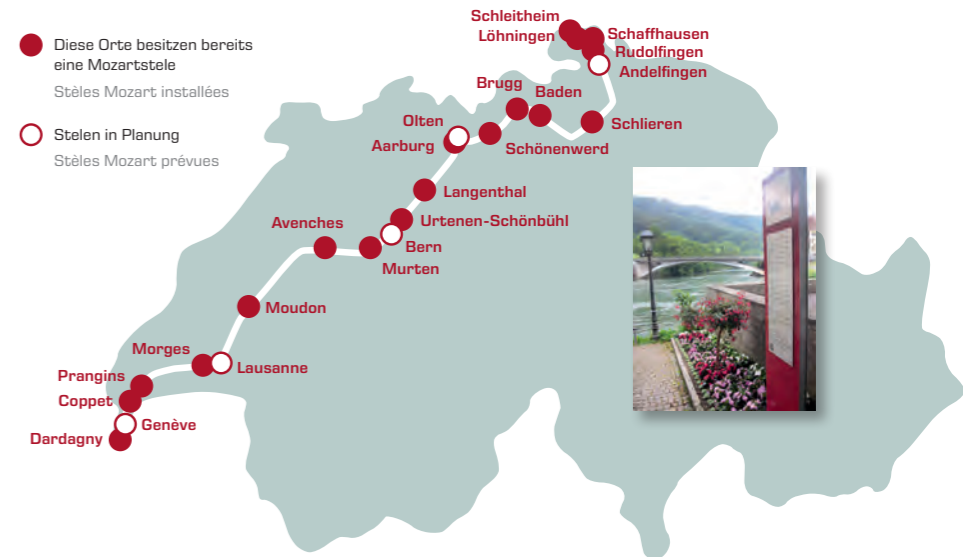 Diese Orte besitzen bereits
eine Mozartstele
Stèles Mozart installées
Stelen in Planung
Stèles Mozart prévues
Schleitheim
Löhningen
Schaffhausen
Rudolfingen
Andelfingen
Brugg
Baden
Olten
Aarburg
Schlieren
Schönenwerd
Langenthal
Avenches
Urtenen-Schönbühl
Bern
Murten
Moudon
Morges
Lausanne
Prangins
Coppet
Genève
Dardagny